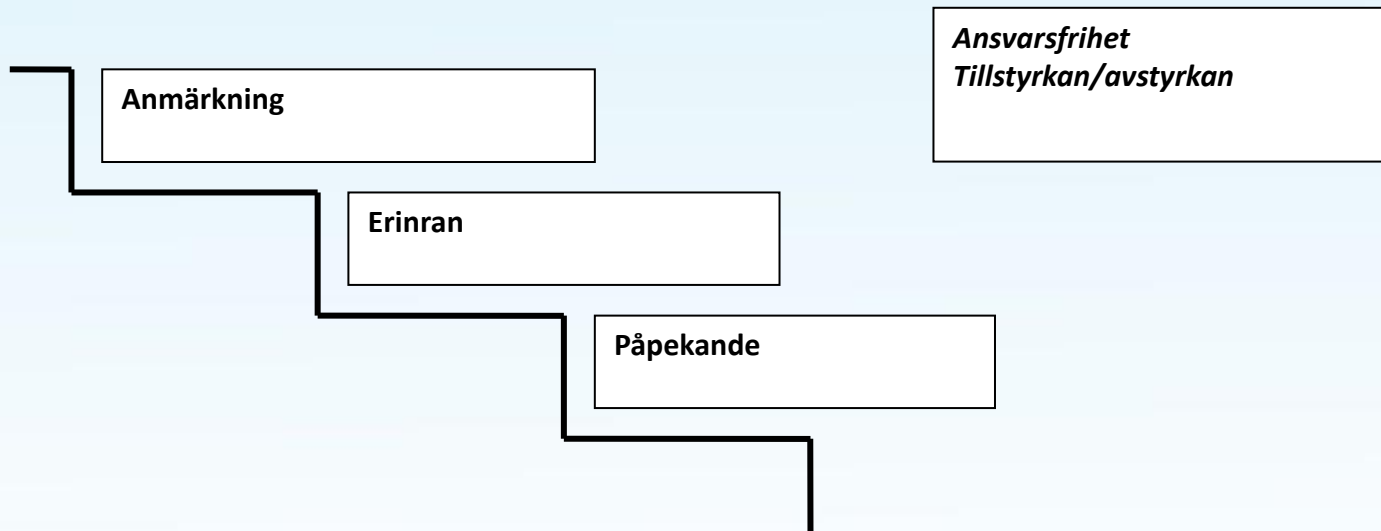 Ansvarsfrihet
Tillstyrkan/avstyrkan
Anmärkning
Erinran
Påpekande